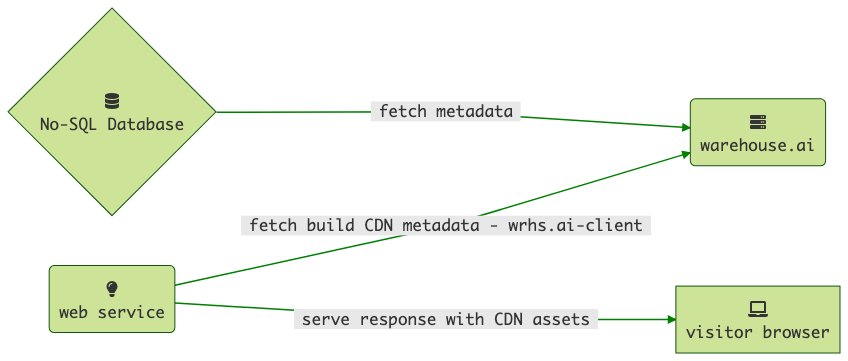 No-SQL Database
fetch metadata
warehouse.ai
fetch build CDN metadata - wrhs.ai-client
web service
serve response with CDN assets
visitor browser